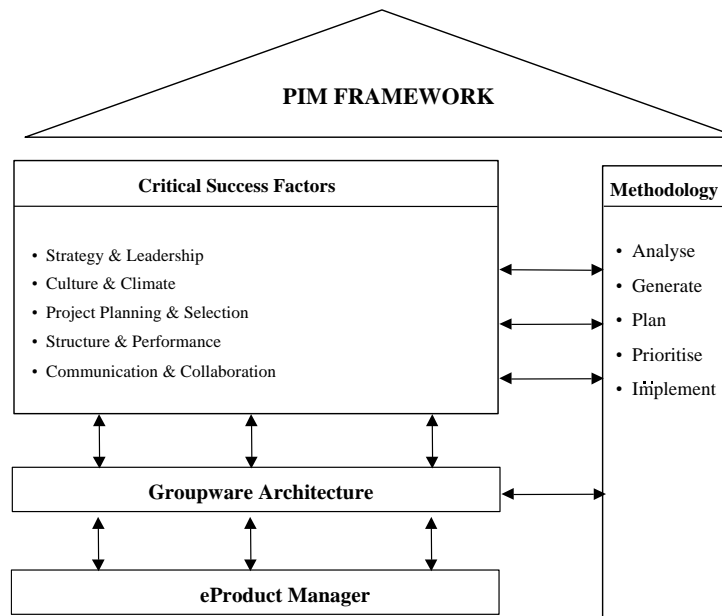 PIM FRAMEWORK
Critical Success Factors
• Strategy & Leadership
• Culture & Climate
• Project Planning & Selection
• Structure & Performance
• Communication & Collaboration
Methodology
• Analyse
• Generate
• Plan
• Prioritise
• Implement
Groupware Architecture
eProduct Manager